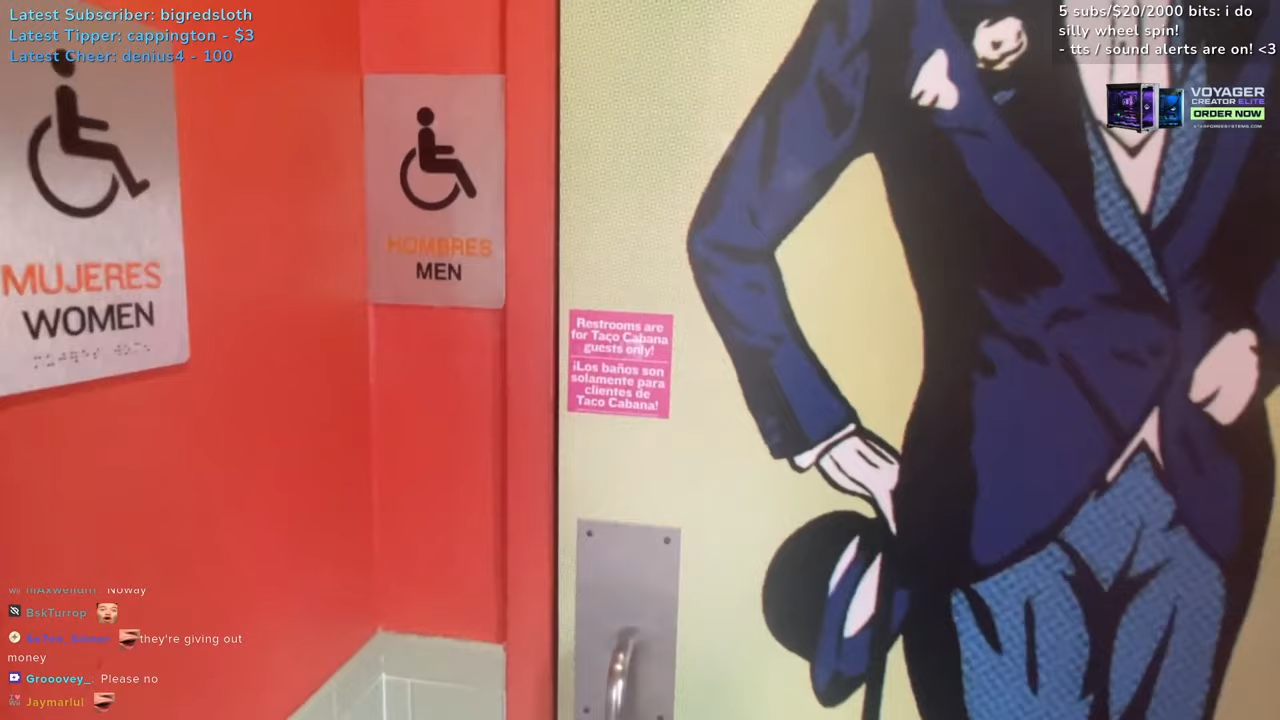 Latest Subscriber: bigredsloth
Latest Tipper: cappington - $3
Latest Cheer: denius4 - 100
5 subs/$20/2000 bits: i do
silly wheel spin!
- tts / sound alerts are on! <3
VOYAGER
CREATOR ELITE
ORDER NOW
MUJERES
WOMEN
HOMBRES
MEN
Restrooms are
for Taco Cabana
guests only!
¡Los baños son
solamente para
clientes de
Taco Cabana!
Noway
BskTurrop
they're giving out
money
Grooovey_: Please no
Jaymarlul